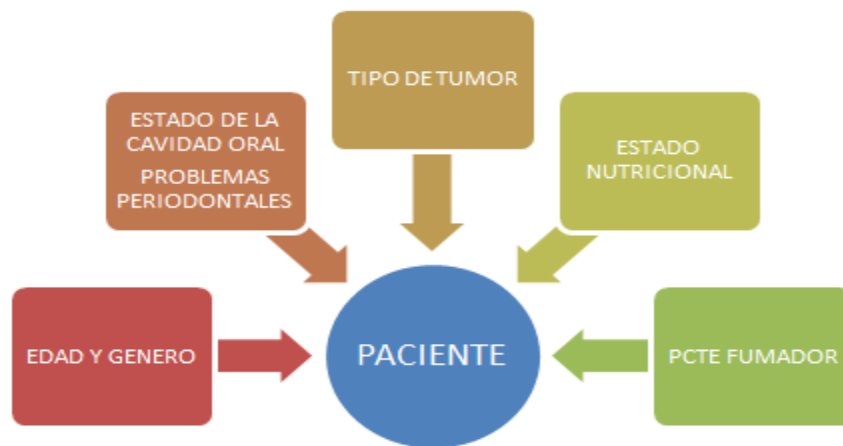 TIPO DE TUMOR
ESTADO DE LA
CAVIDAD ORAL
PROBLEMAS
PERIODONTALES
ESTADO
NUTRICIONAL
EDAD Y GENERO
PACIENTE
PCTE FUMADOR